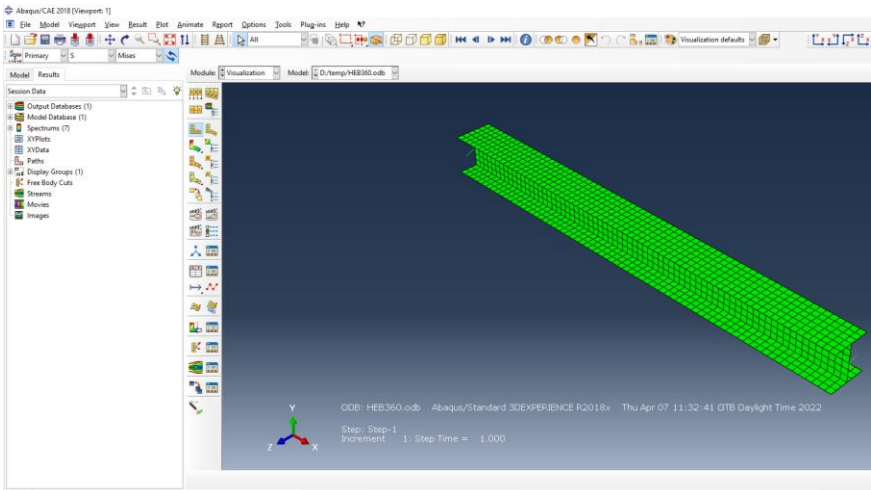 Abaqus/CAE 2018 [Viewport: 1]
File Model Viewport View Result Plot Animate Report Options Tools Plug-ins Help
All
Visualization defaults
Primary S Mises
Model Results
Module: Visualization Model: D:/temp/HEB360.odb
Session Data
Output Databases (1)
Model Database (1)
Spectrums (7)
XYPlots
XYData
Paths
Display Groups (1)
Free Body Cuts
Streams
Movies
Images
Y
Z
X
ODB: HEB360.odb Abaqus/Standard 3DEXPERIENCE R2018x Thu Apr 07 11:32:41 GTB Daylight Time 2022
Step: Step-1
Increment 1: Step Time = 1.000